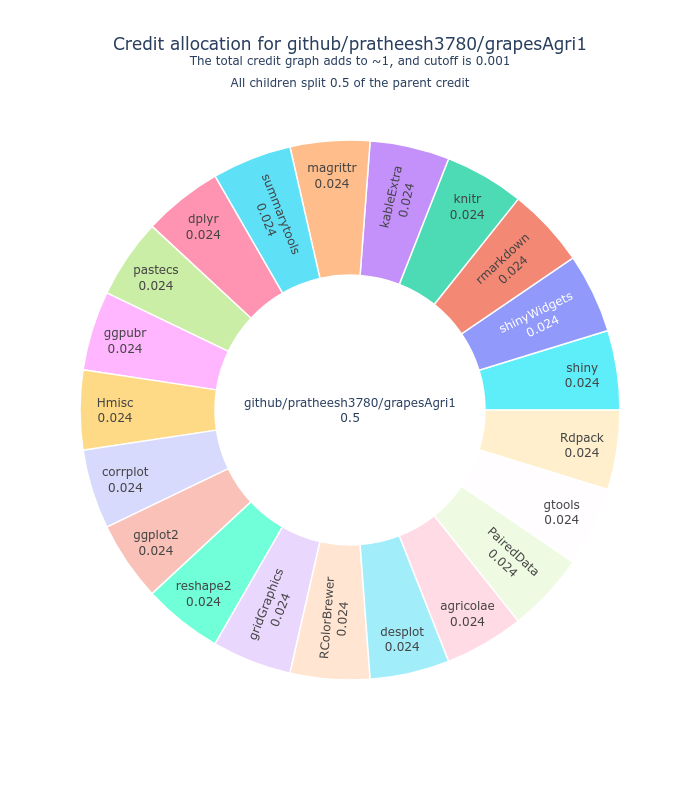 Credit allocation for github/pratheesh3780/grapesAgri1
The total credit graph adds to ~1, and cutoff is 0.001
All children split 0.5 of the parent credit
magrittr
0.024
kableExtra
0.024
knitr
0.024
rmarkdown
0.024
shinyWidgets
0.024
shiny
0.024
summarytools
0.024
dplyr
0.024
pastecs
0.024
ggpubr
0.024
Hmisc
0.024
corrplot
0.024
ggplot2
0.024
reshape2
0.024
gridGraphics
0.024
RColorBrewer
0.024
desplot
0.024
agricolae
0.024
PairedData
0.024
gtools
0.024
Rdpack
0.024
github/pratheesh3780/grapesAgri1
0.5